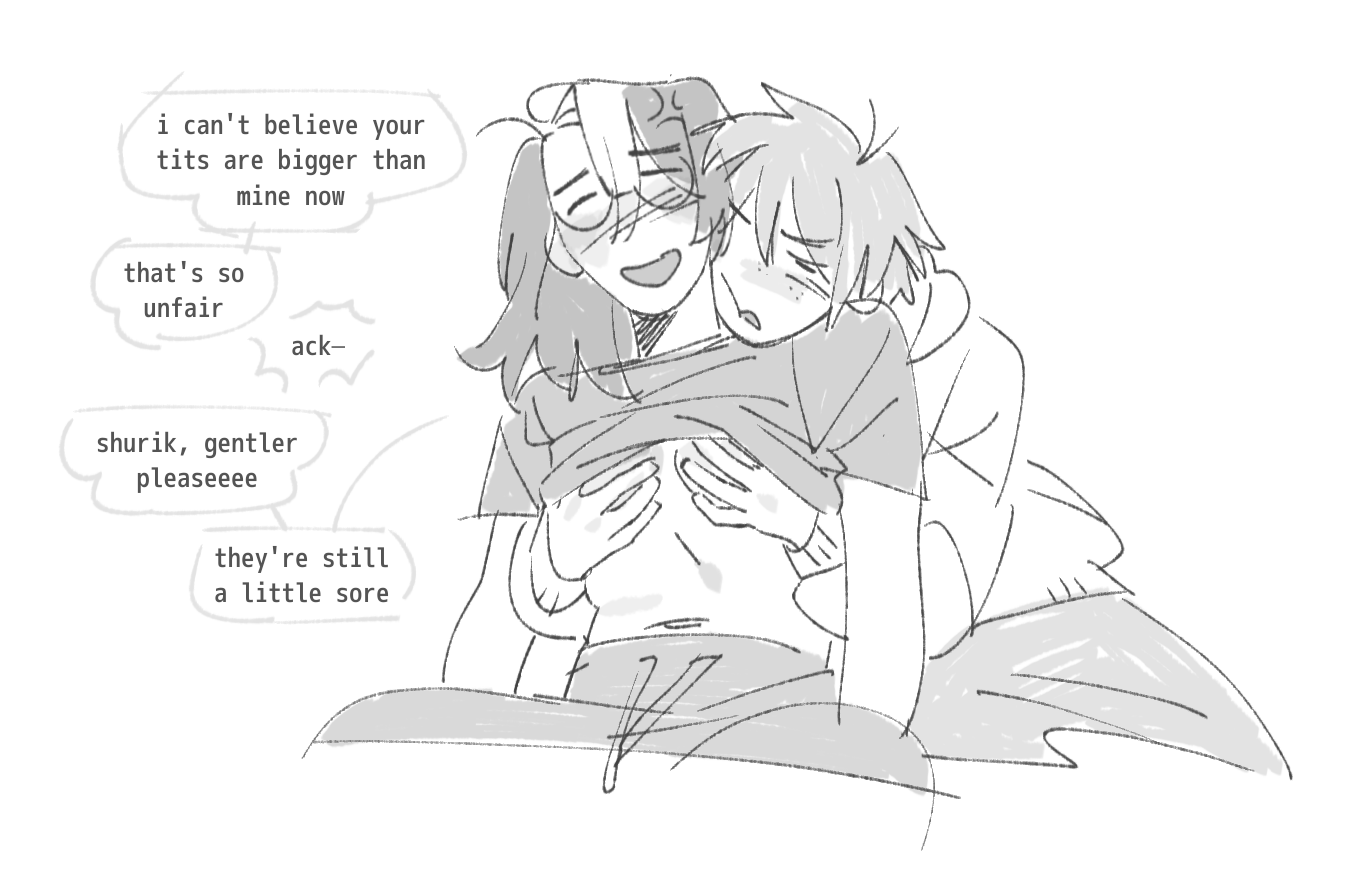 i can't believe your
tits are bigger than
mine now
that's so
unfair
ack—
shurik, gentler
pleaseeee
they're still
a little sore